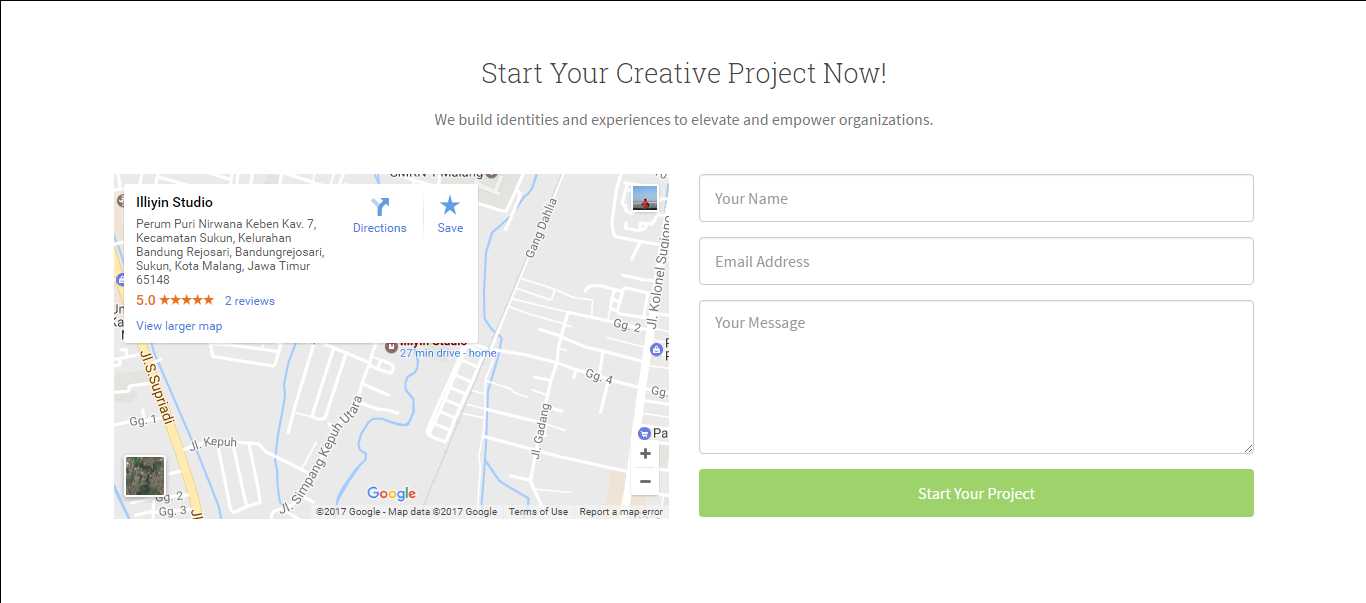 Start Your Creative Project Now!
We build identities and experiences to elevate and empower organizations.
Illiyin Studio
Perum Puri Nirwana Keben Kav. 7,
Kecamatan Sukun, Kelurahan
Bandung Rejosari, Bandungrejosari,
Sukun, Kota Malang, Jawa Timur
65148
5.0
2 reviews
View larger map
Directions
Save
Gang Dahlia
Jl. Kolonel Sugiono
Illiyin Studio
27 min drive - home
Gg. 2
Gg. 4
Gg.
Jl.S.Supriadi
Gg. 1
Jl. Kepuh
Jl. Simpang Kepuh Utara
Jl. Gadang
Pa
Gg. 2
Gg. 3
Jl
Google
©2017 Google - Map data ©2017 Google
Terms of Use
Report a map error
Your Name
Email Address
Your Message
Start Your Project